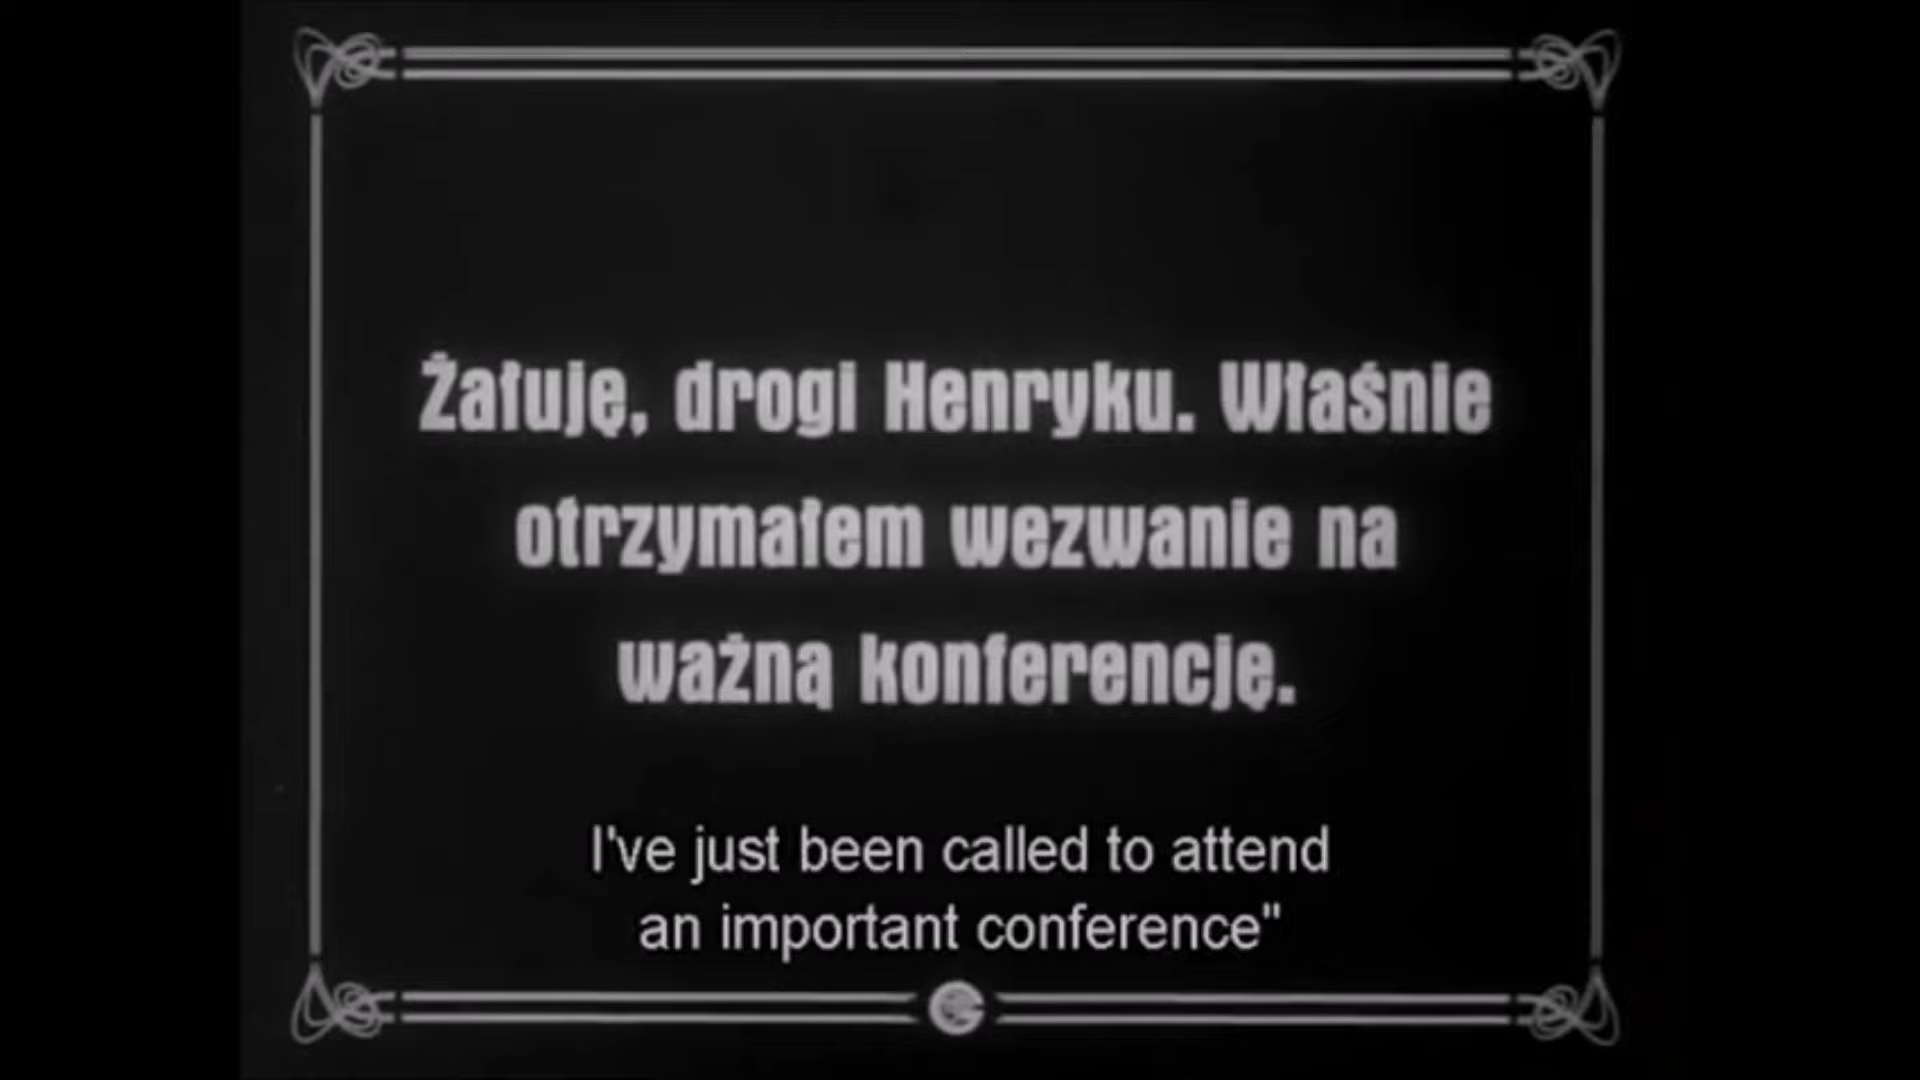 Żałuję, drogi Henryku. Właśnie
otrzymałem wezwanie na
ważną konferencję.
I've just been called to attend
an important conference"